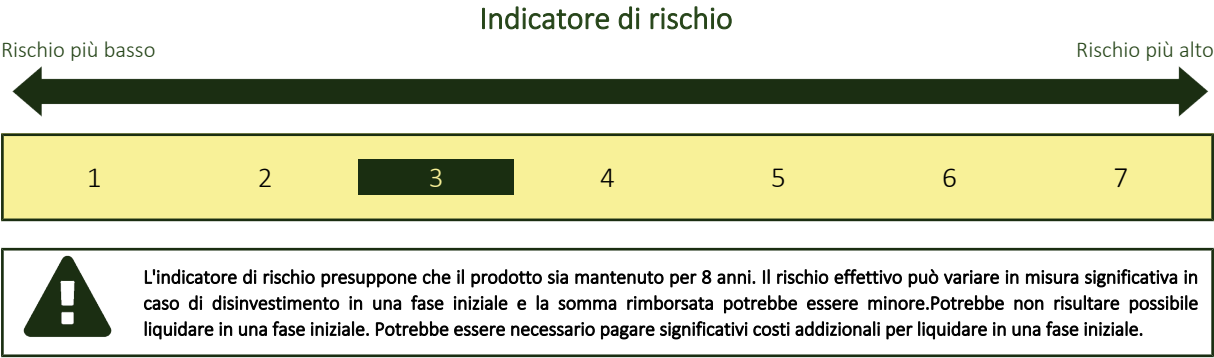 Indicatore di rischio
Rischio più basso Rischio più alto
1 2 3 4 5 6 7
L'indicatore di rischio presuppone che il prodotto sia mantenuto per 8 anni. Il rischio effettivo può variare in misura significativa in
caso di disinvestimento in una fase iniziale e la somma rimborsata potrebbe essere minore.Potrebbe non risultare possibile
liquidare in una fase iniziale. Potrebbe essere necessario pagare significativi costi addizionali per liquidare in una fase iniziale.